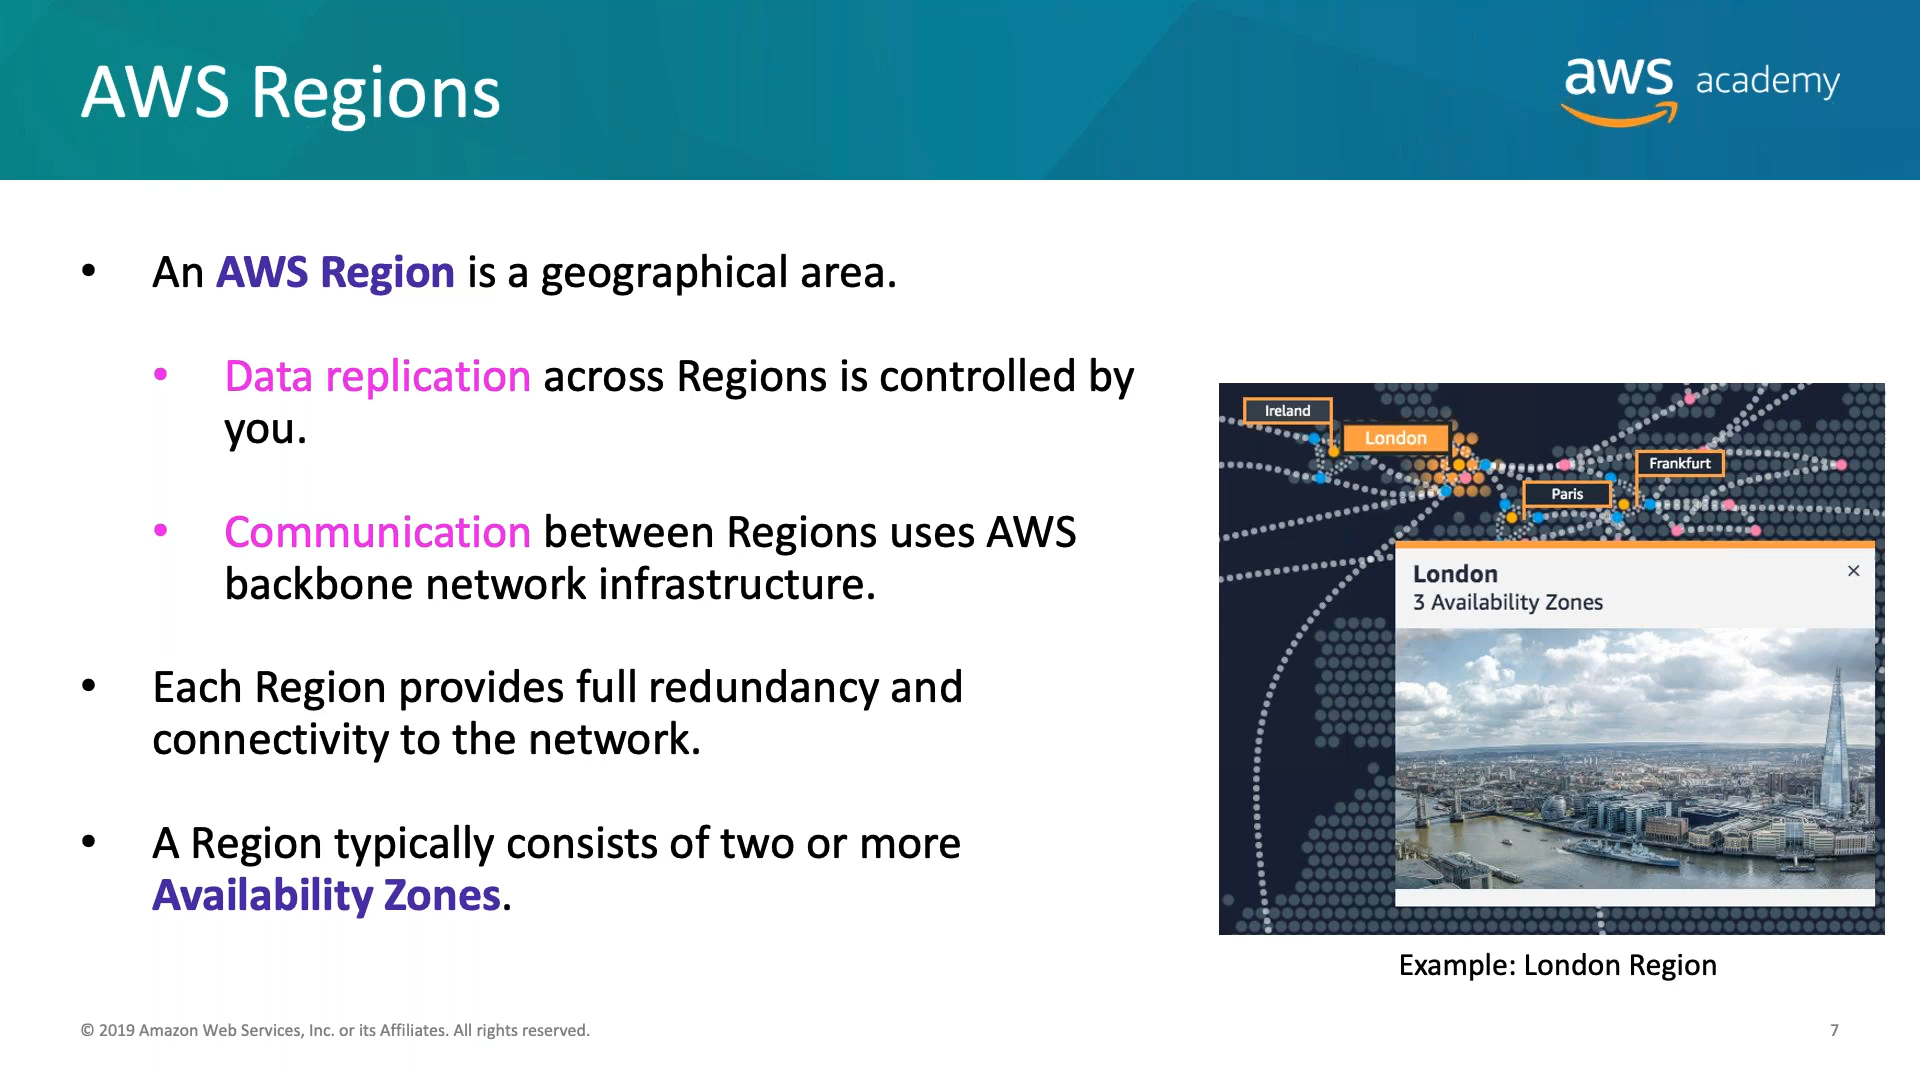 AWS Regions
aws academy
• An AWS Region is a geographical area.
• Data replication across Regions is controlled by
you.
• Communication between Regions uses AWS
backbone network infrastructure.
• Each Region provides full redundancy and
connectivity to the network.
• A Region typically consists of two or more
Availability Zones.
Ireland
London
Frankfurt
Paris
London
3 Availability Zones
Example: London Region
© 2019 Amazon Web Services, Inc. or its Affiliates. All rights reserved.
7